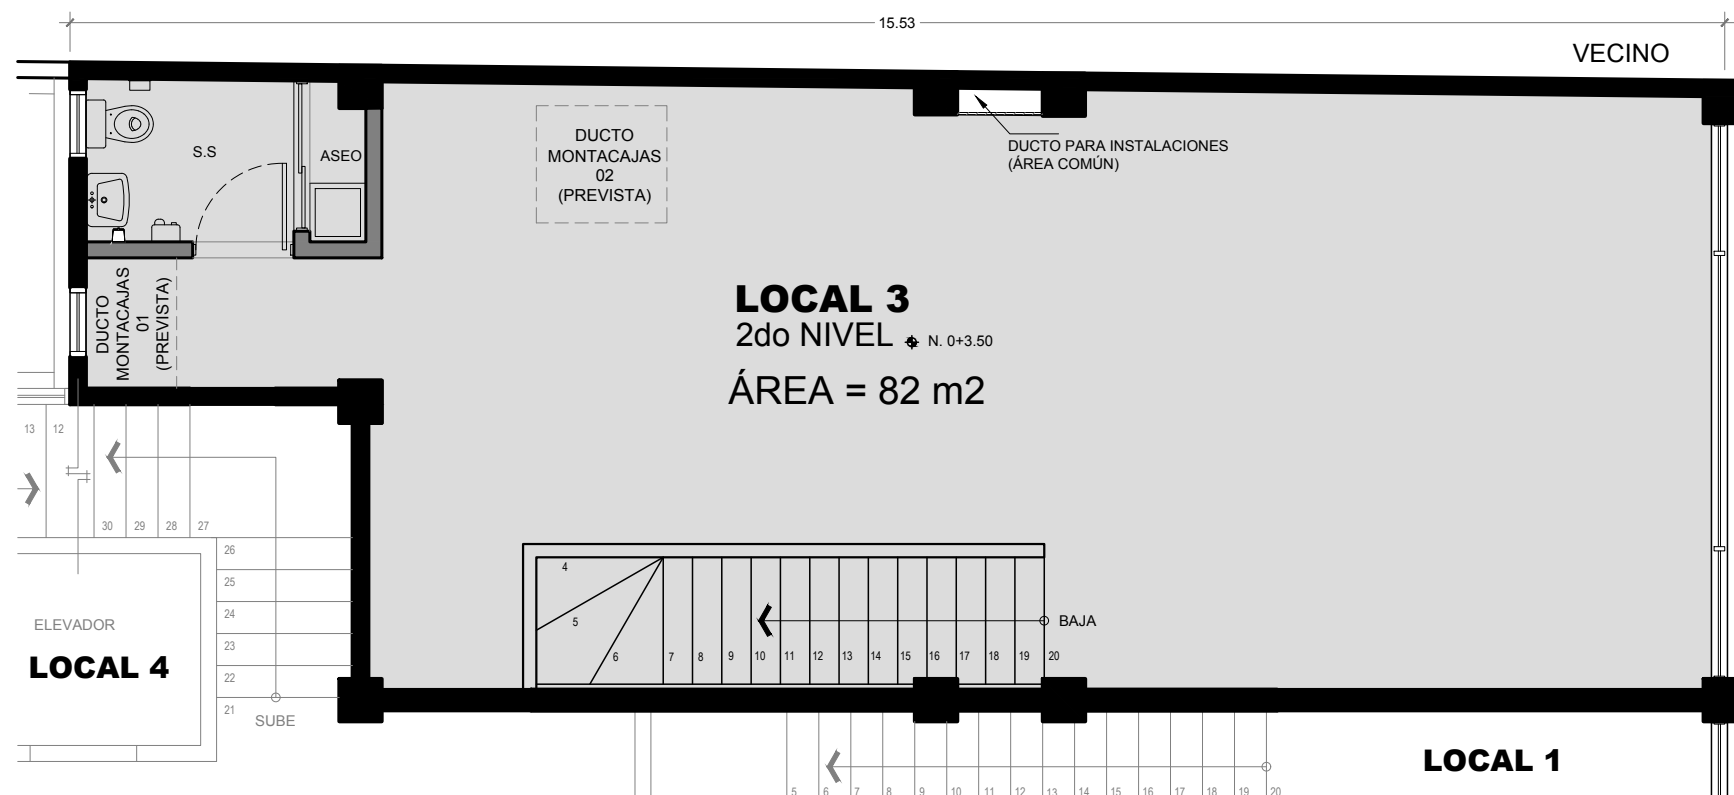 15.53
VECINO
S.S
ASEO
DUCTO
MONTACAJAS
02
(PREVISTA)
DUCTO PARA INSTALACIONES
(ÁREA COMÚN)
DUCTO
MONTACAJAS
01
(PREVISTA)
LOCAL 3
2do NIVEL N. 0+3.50
ÁREA = 82 m2
13 12
30 29 28 27
26
25
24
23
22
21
ELEVADOR
LOCAL 4
SUBE
4
5
6 7 8 9 10 11 12 13 14 15 16 17 18 19 20
BAJA
LOCAL 1
5 6 7 8 9 10 11 12 13 14 15 16 17 18 19 20